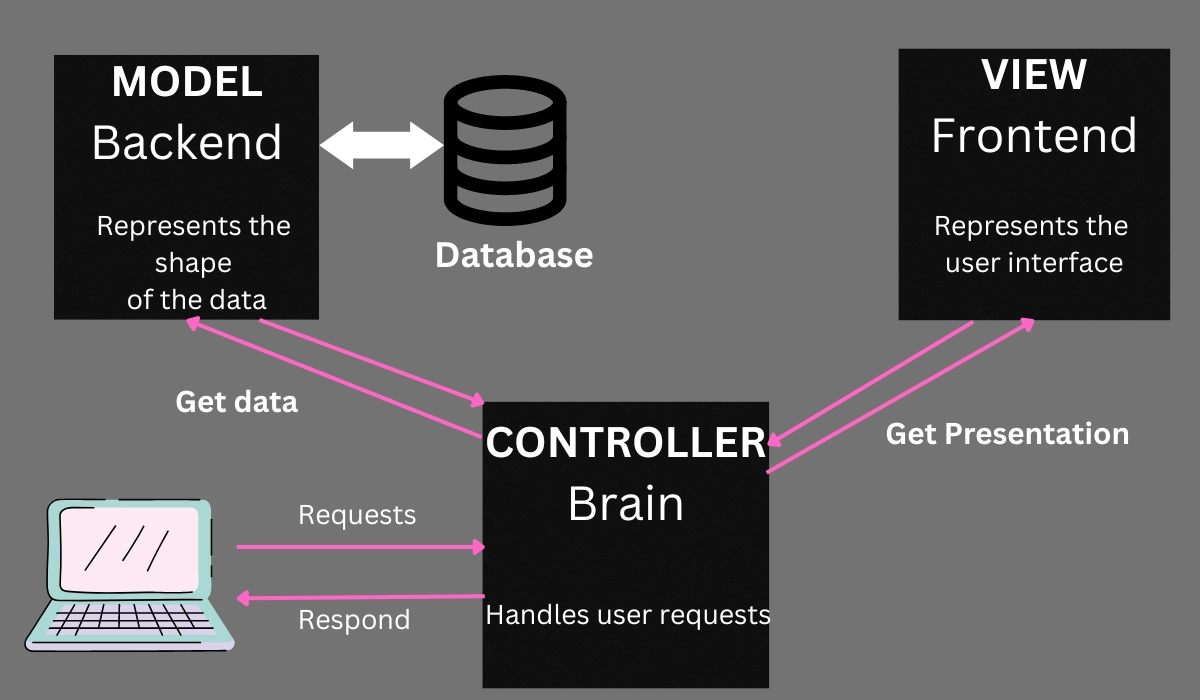 MODEL
Backend
Represents the
shape
of the data
Database
VIEW
Frontend
Represents the
user interface
Get data
Get Presentation
CONTROLLER
Brain
Handles user requests
Requests
Respond